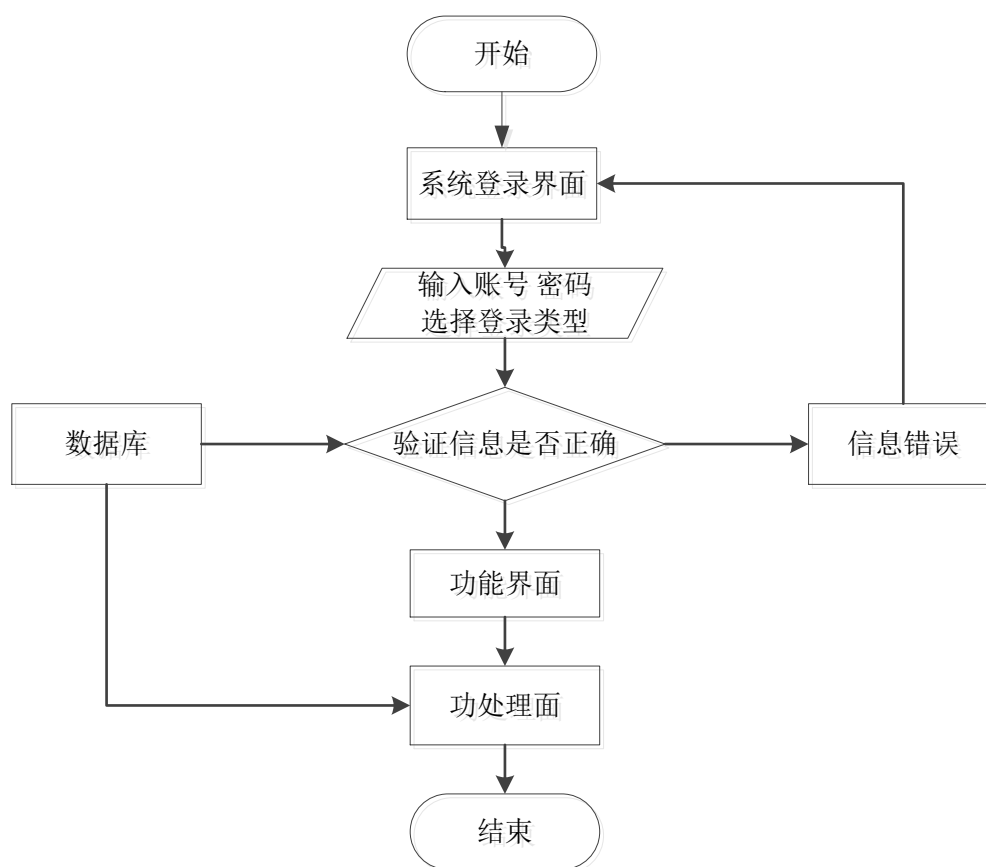 开始
系统登录界面
输入账号 密码
选择登录类型
数据库
验证信息是否正确
信息错误
功能界面
功处理面
结束